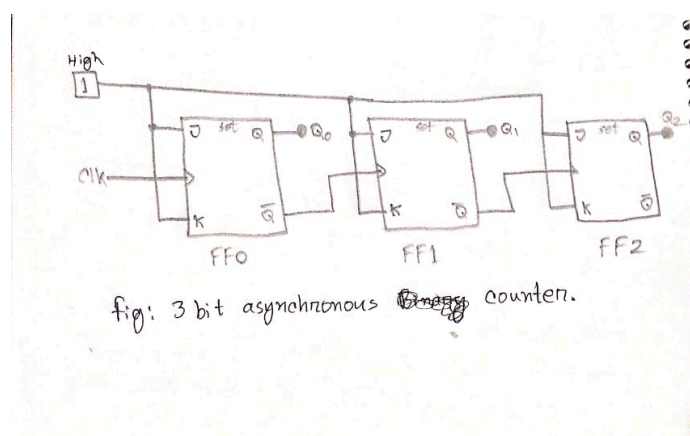 High
1
J set Q Q0
J set Q Q1
J set Q Q2
Clk
K Q̅
K Q̅
K Q̅
FF0
FF1
FF2
fig: 3 bit asynchronous counter.